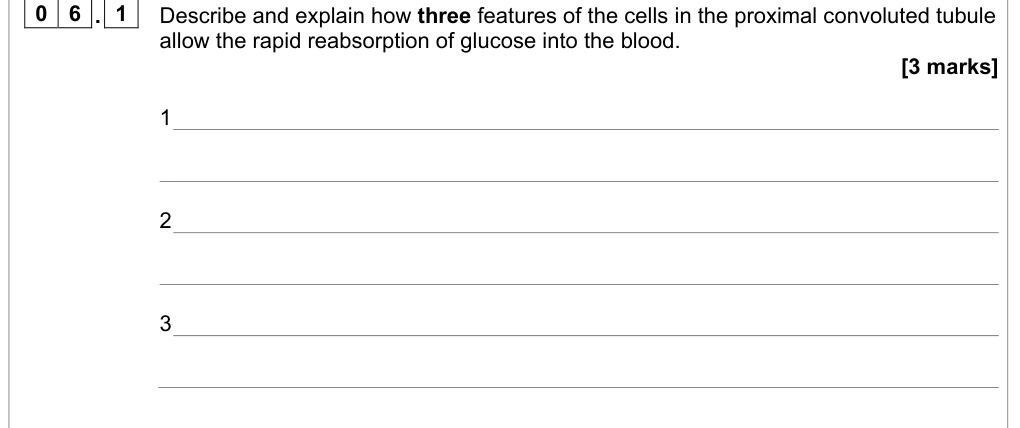 0 6 . 1 Describe and explain how three features of the cells in the proximal convoluted tubule
allow the rapid reabsorption of glucose into the blood.
[3 marks]
1
2
3